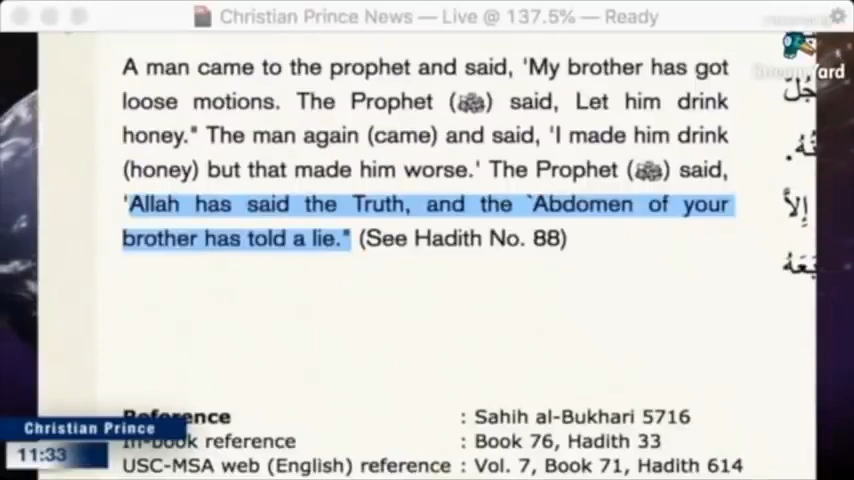 Christian Prince News — Live @ 137.5% — Ready
A man came to the prophet and said, 'My brother has got
loose motions. The Prophet (ﷺ) said, Let him drink
honey." The man again (came) and said, 'I made him drink
(honey) but that made him worse.' The Prophet (ﷺ) said,
'Allah has said the Truth, and the `Abdomen of your
brother has told a lie." (See Hadith No. 88)
إِلاَّ
Reference : Sahih al-Bukhari 5716
In-book reference : Book 76, Hadith 33
USC-MSA web (English) reference : Vol. 7, Book 71, Hadith 614
Christian Prince
11:33